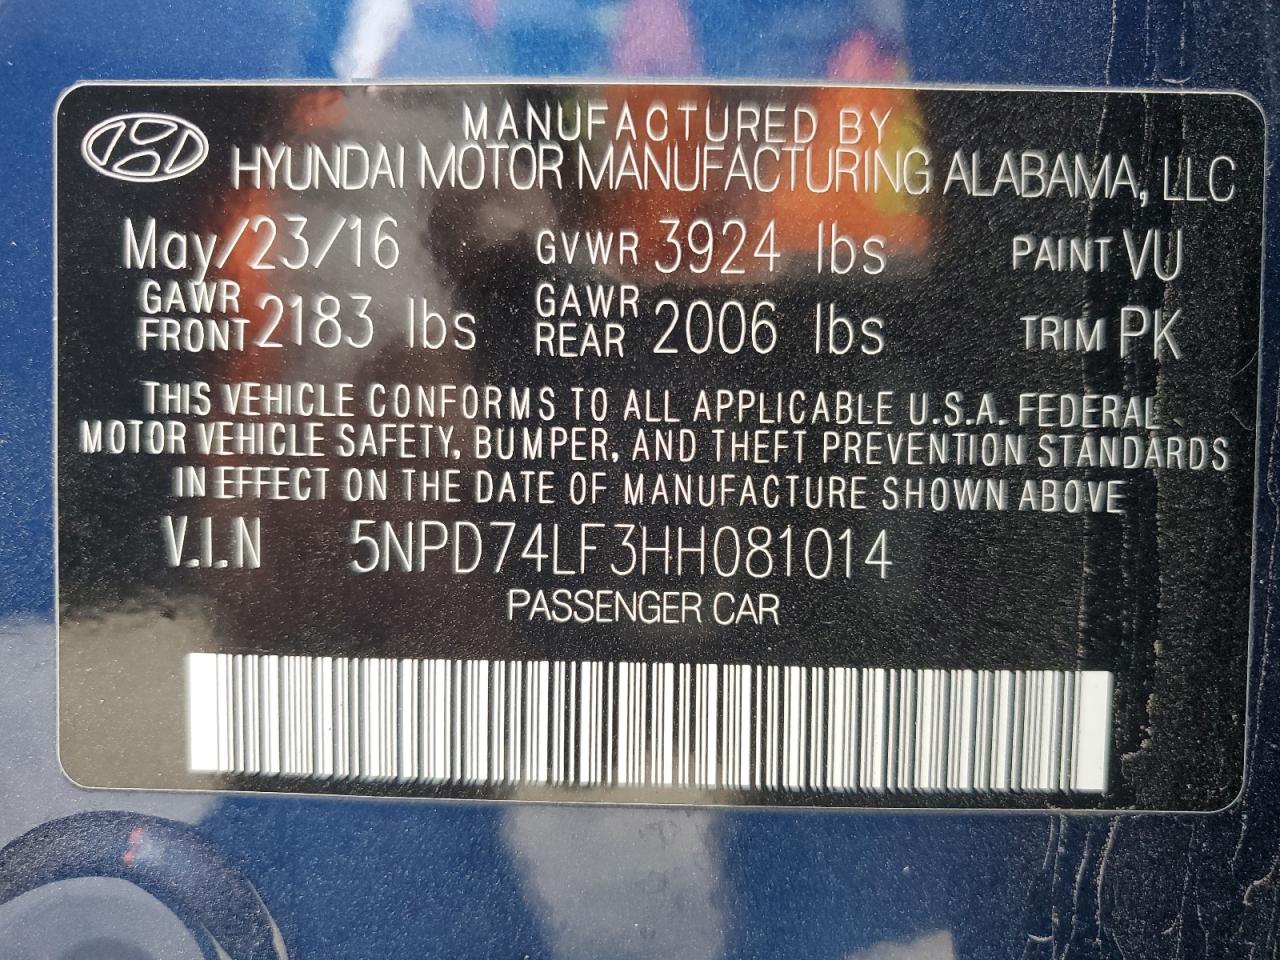 MANUFACTURED BY
HYUNDAI MOTOR MANUFACTURING ALABAMA, LLC
May/23/16 GVWR 3924 lbs PAINT VU
GAWR FRONT 2183 lbs GAWR REAR 2006 lbs TRIM PK
THIS VEHICLE CONFORMS TO ALL APPLICABLE U.S.A. FEDERAL
MOTOR VEHICLE SAFETY, BUMPER, AND THEFT PREVENTION STANDARDS
IN EFFECT ON THE DATE OF MANUFACTURE SHOWN ABOVE
V.I.N 5NPD74LF3HH081014
PASSENGER CAR